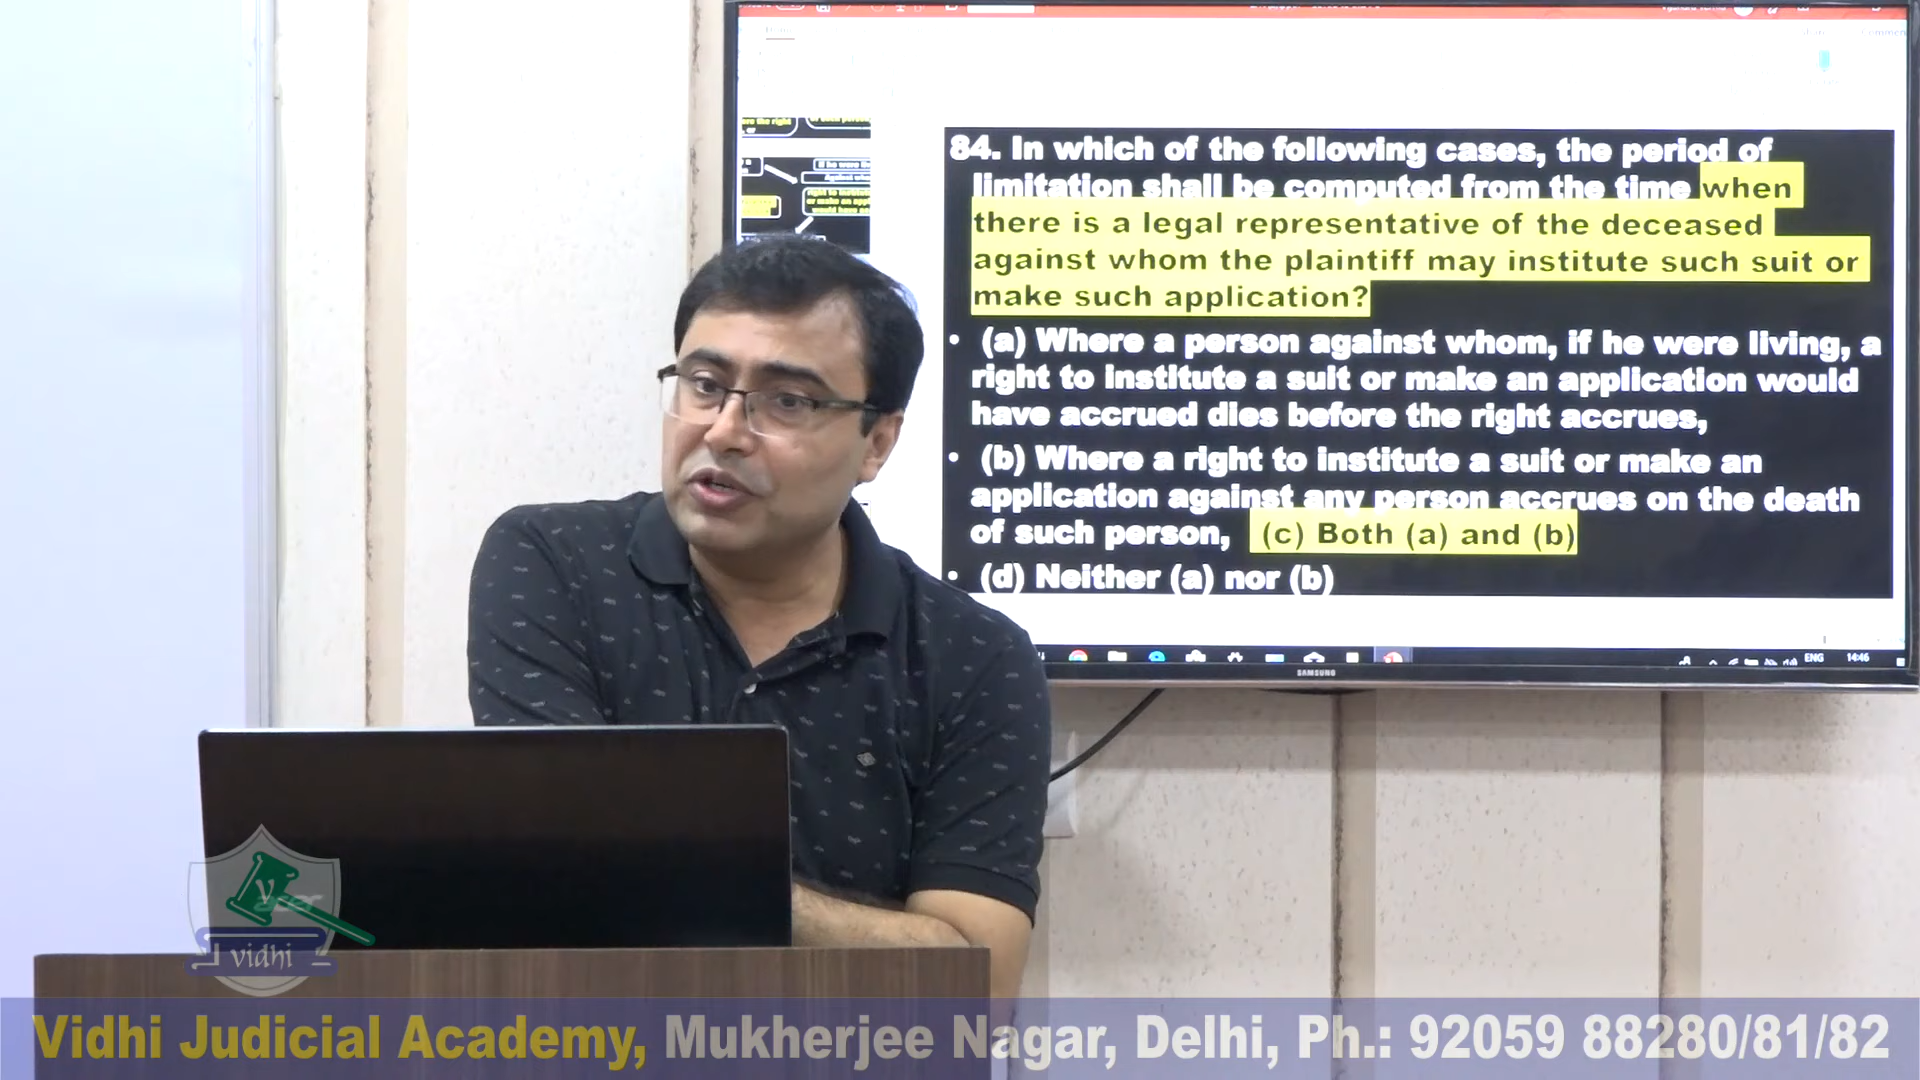 84. In which of the following cases, the period of
limitation shall be computed from the time when
there is a legal representative of the deceased
against whom the plaintiff may institute such suit or
make such application?
• (a) Where a person against whom, if he were living, a
right to institute a suit or make an application would
have accrued dies before the right accrues,
• (b) Where a right to institute a suit or make an
application against any person accrues on the death
of such person, (c) Both (a) and (b)
• (d) Neither (a) nor (b)
ENG 14:46
SAMSUNG
V
acer
vidhi
Vidhi Judicial Academy, Mukherjee Nagar, Delhi, Ph.: 92059 88280/81/82